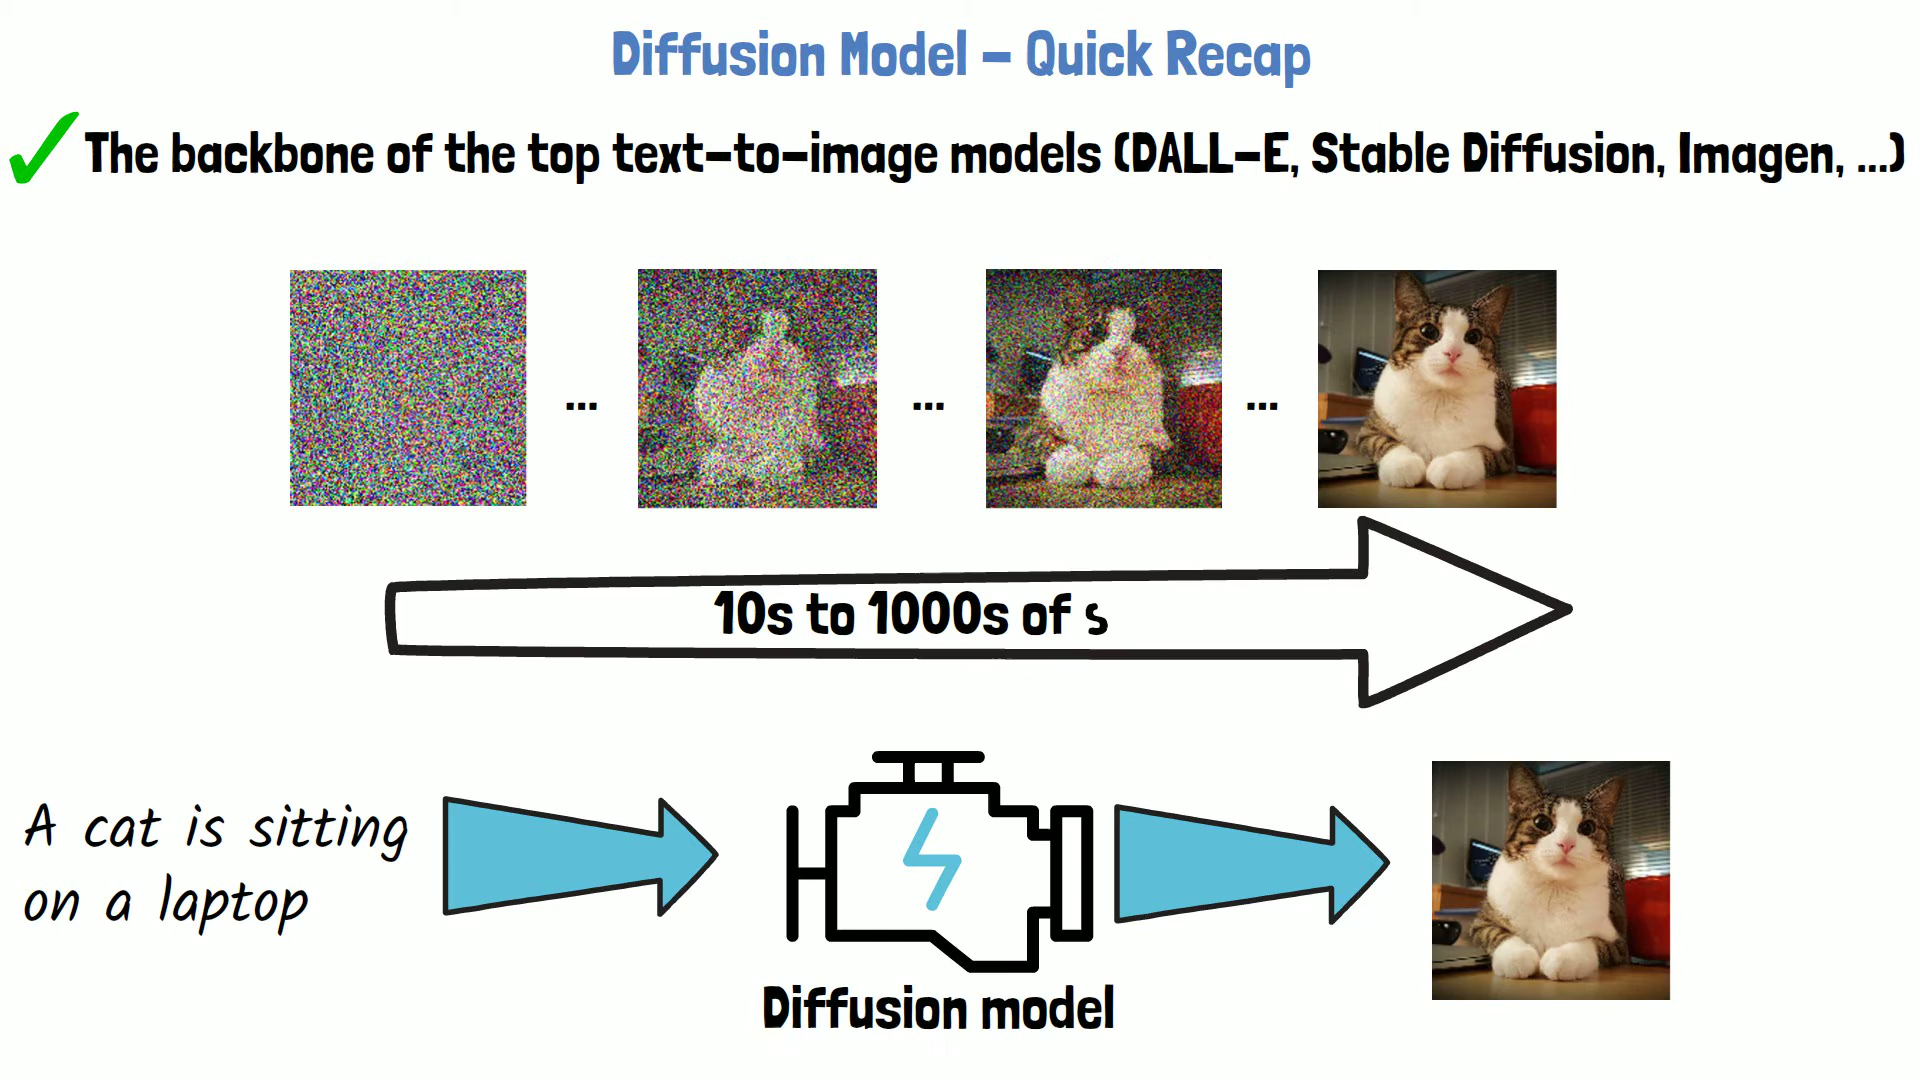 Diffusion Model – Quick Recap
The backbone of the top text-to-image models (DALL-E, Stable Diffusion, Imagen, ...)
... ... ...
10s to 1000s of s
A cat is sitting
on a laptop
Diffusion model